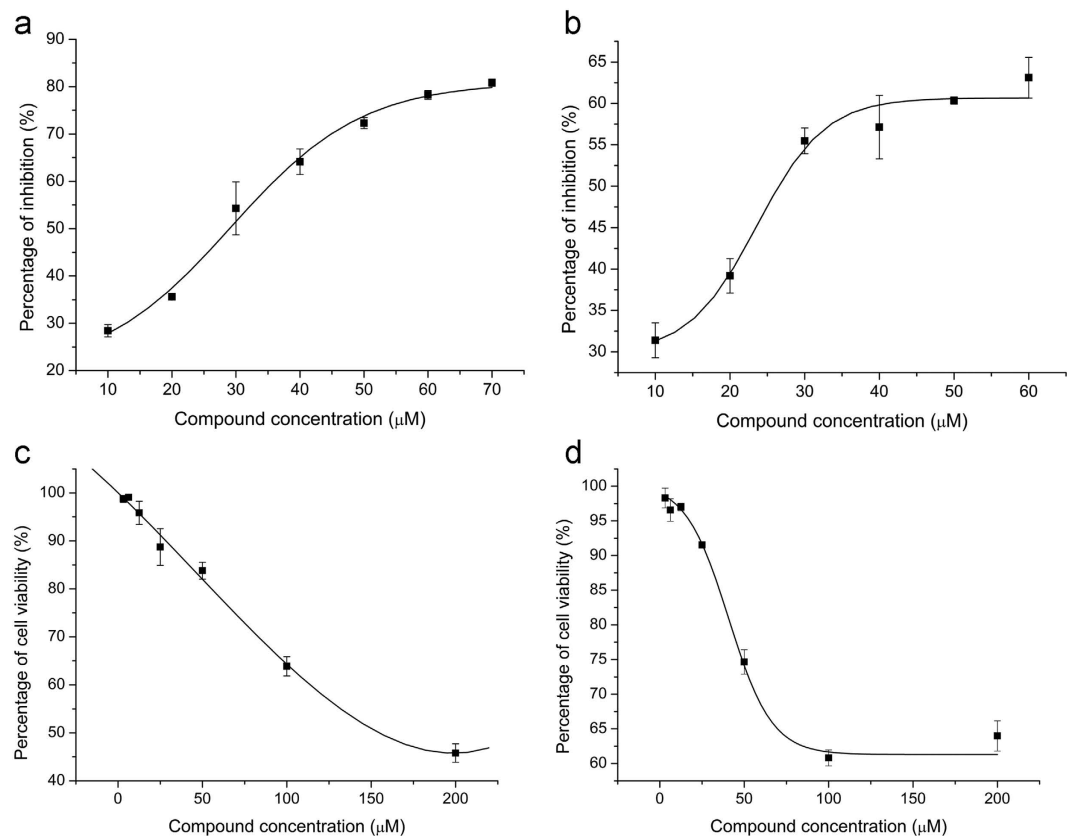 a
90
80
70
60
50
40
30
20
10 20 30 40 50 60 70
Percentage of inhibition (%)
Compound concentration (μM)
b
65
60
55
50
45
40
35
30
10 20 30 40 50 60
Percentage of inhibition (%)
Compound concentration (μM)
c
100
90
80
70
60
50
40
0 50 100 150 200
Percentage of cell viability (%)
Compound concentration (μM)
d
100
95
90
85
80
75
70
65
60
0 50 100 150 200
Percentage of cell viability (%)
Compound concentration (μM)